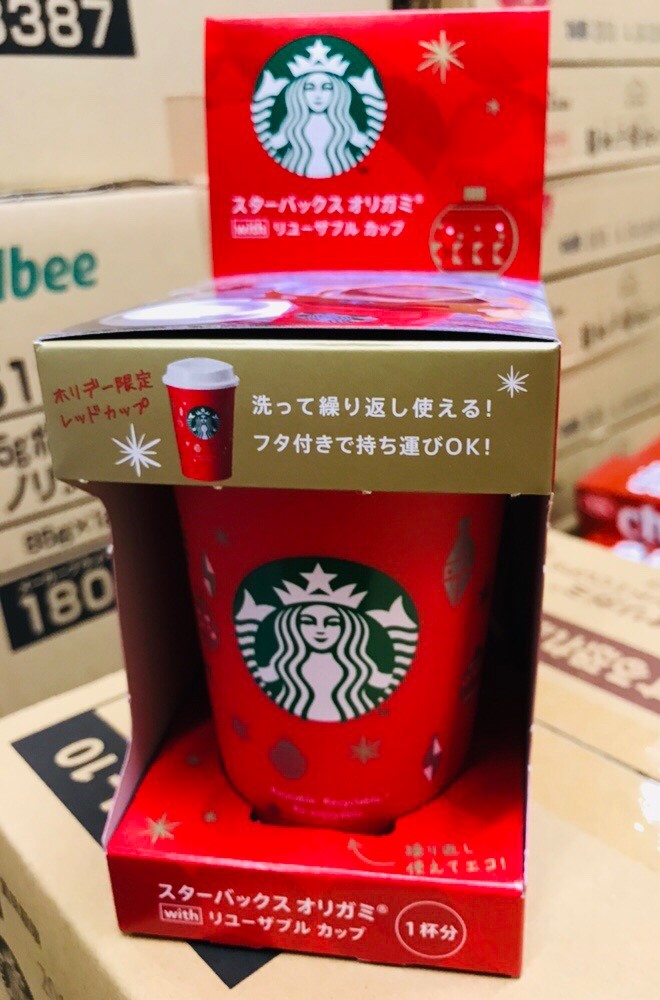 3387
スターバックス オリガミ®
with リユーザブル カップ
lbee
ホリデー限定
レッドカップ
洗って繰り返し使える!
フタ付きで持ち運びOK!
180
10
繰り返し
使えてエコ!
スターバックス オリガミ®
with リユーザブル カップ
1杯分